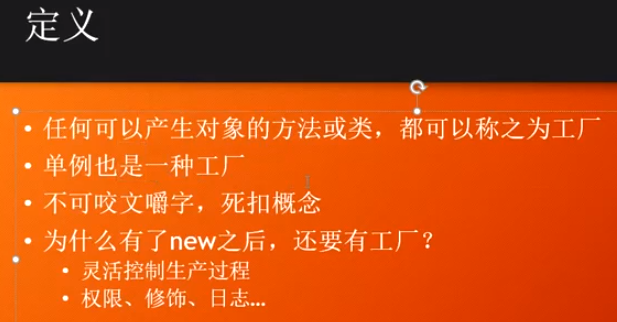 定义
• 任何可以产生对象的方法或类，都可以称之为工厂
• 单例也是一种工厂
• 不可咬文嚼字，死扣概念
• 为什么有了new之后，还要有工厂？
• 灵活控制生产过程
• 权限、修饰、日志...